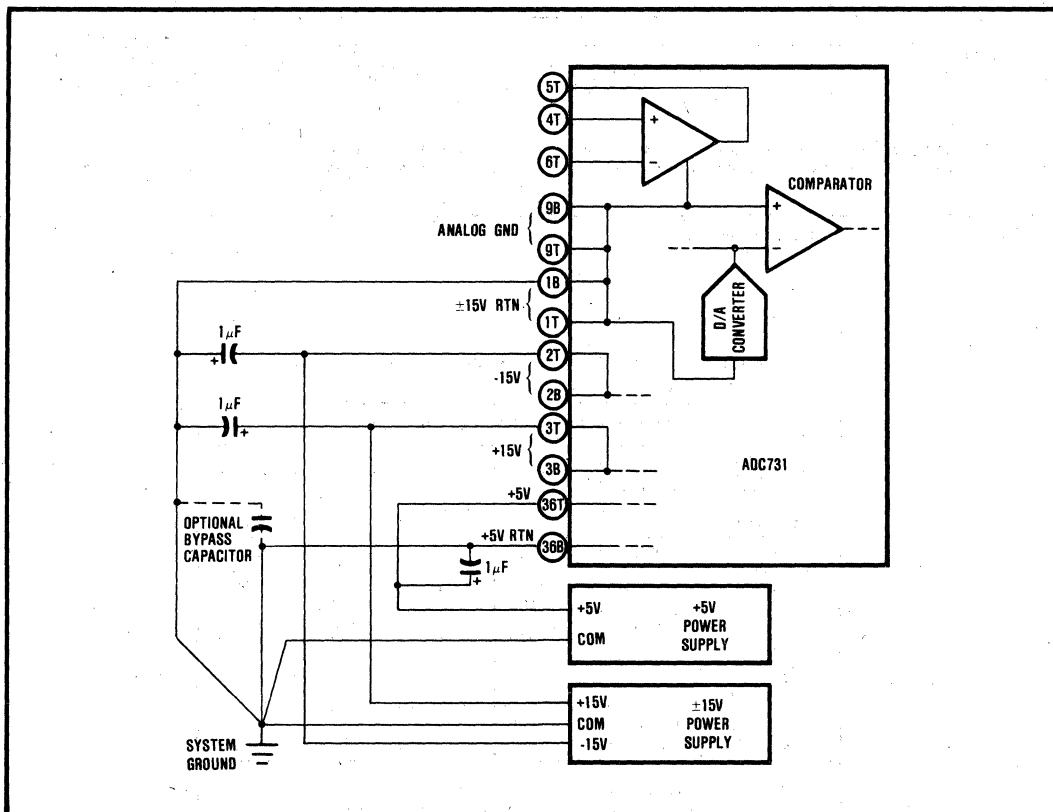 5T
4T
+
6T
−
COMPARATOR
9B
+
ANALOG GND
9T
−
1B
±15V RTN
1T
D/A
CONVERTER
1μF
+
2T
-15V
2B
1μF
+
3T
+15V
3B
ADC731
+5V
36T
OPTIONAL
BYPASS
CAPACITOR
+5V RTN
36B
1μF
+
+5V
COM
+5V
POWER
SUPPLY
+15V
COM
-15V
±15V
POWER
SUPPLY
SYSTEM
GROUND